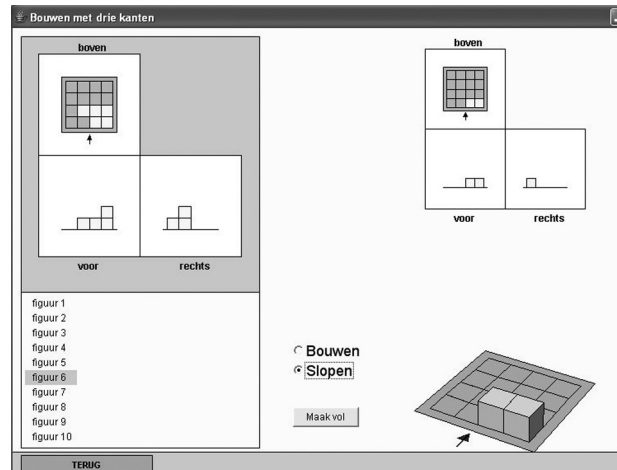 Bouwen met drie kanten
boven
voor rechts
figuur 1
figuur 2
figuur 3
figuur 4
figuur 5
figuur 6
figuur 7
figuur 8
figuur 9
figuur 10
TERUG
boven
voor rechts
Bouwen
Slopen
Maak vol